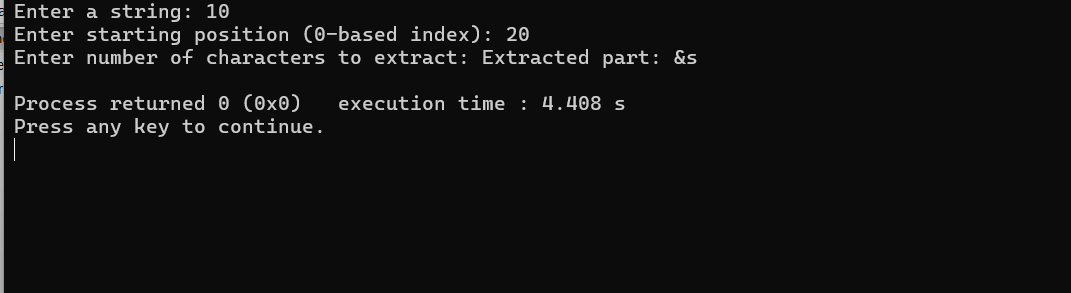 Enter a string: 10
Enter starting position (0-based index): 20
Enter number of characters to extract: Extracted part: &s

Process returned 0 (0x0)   execution time : 4.408 s
Press any key to continue.